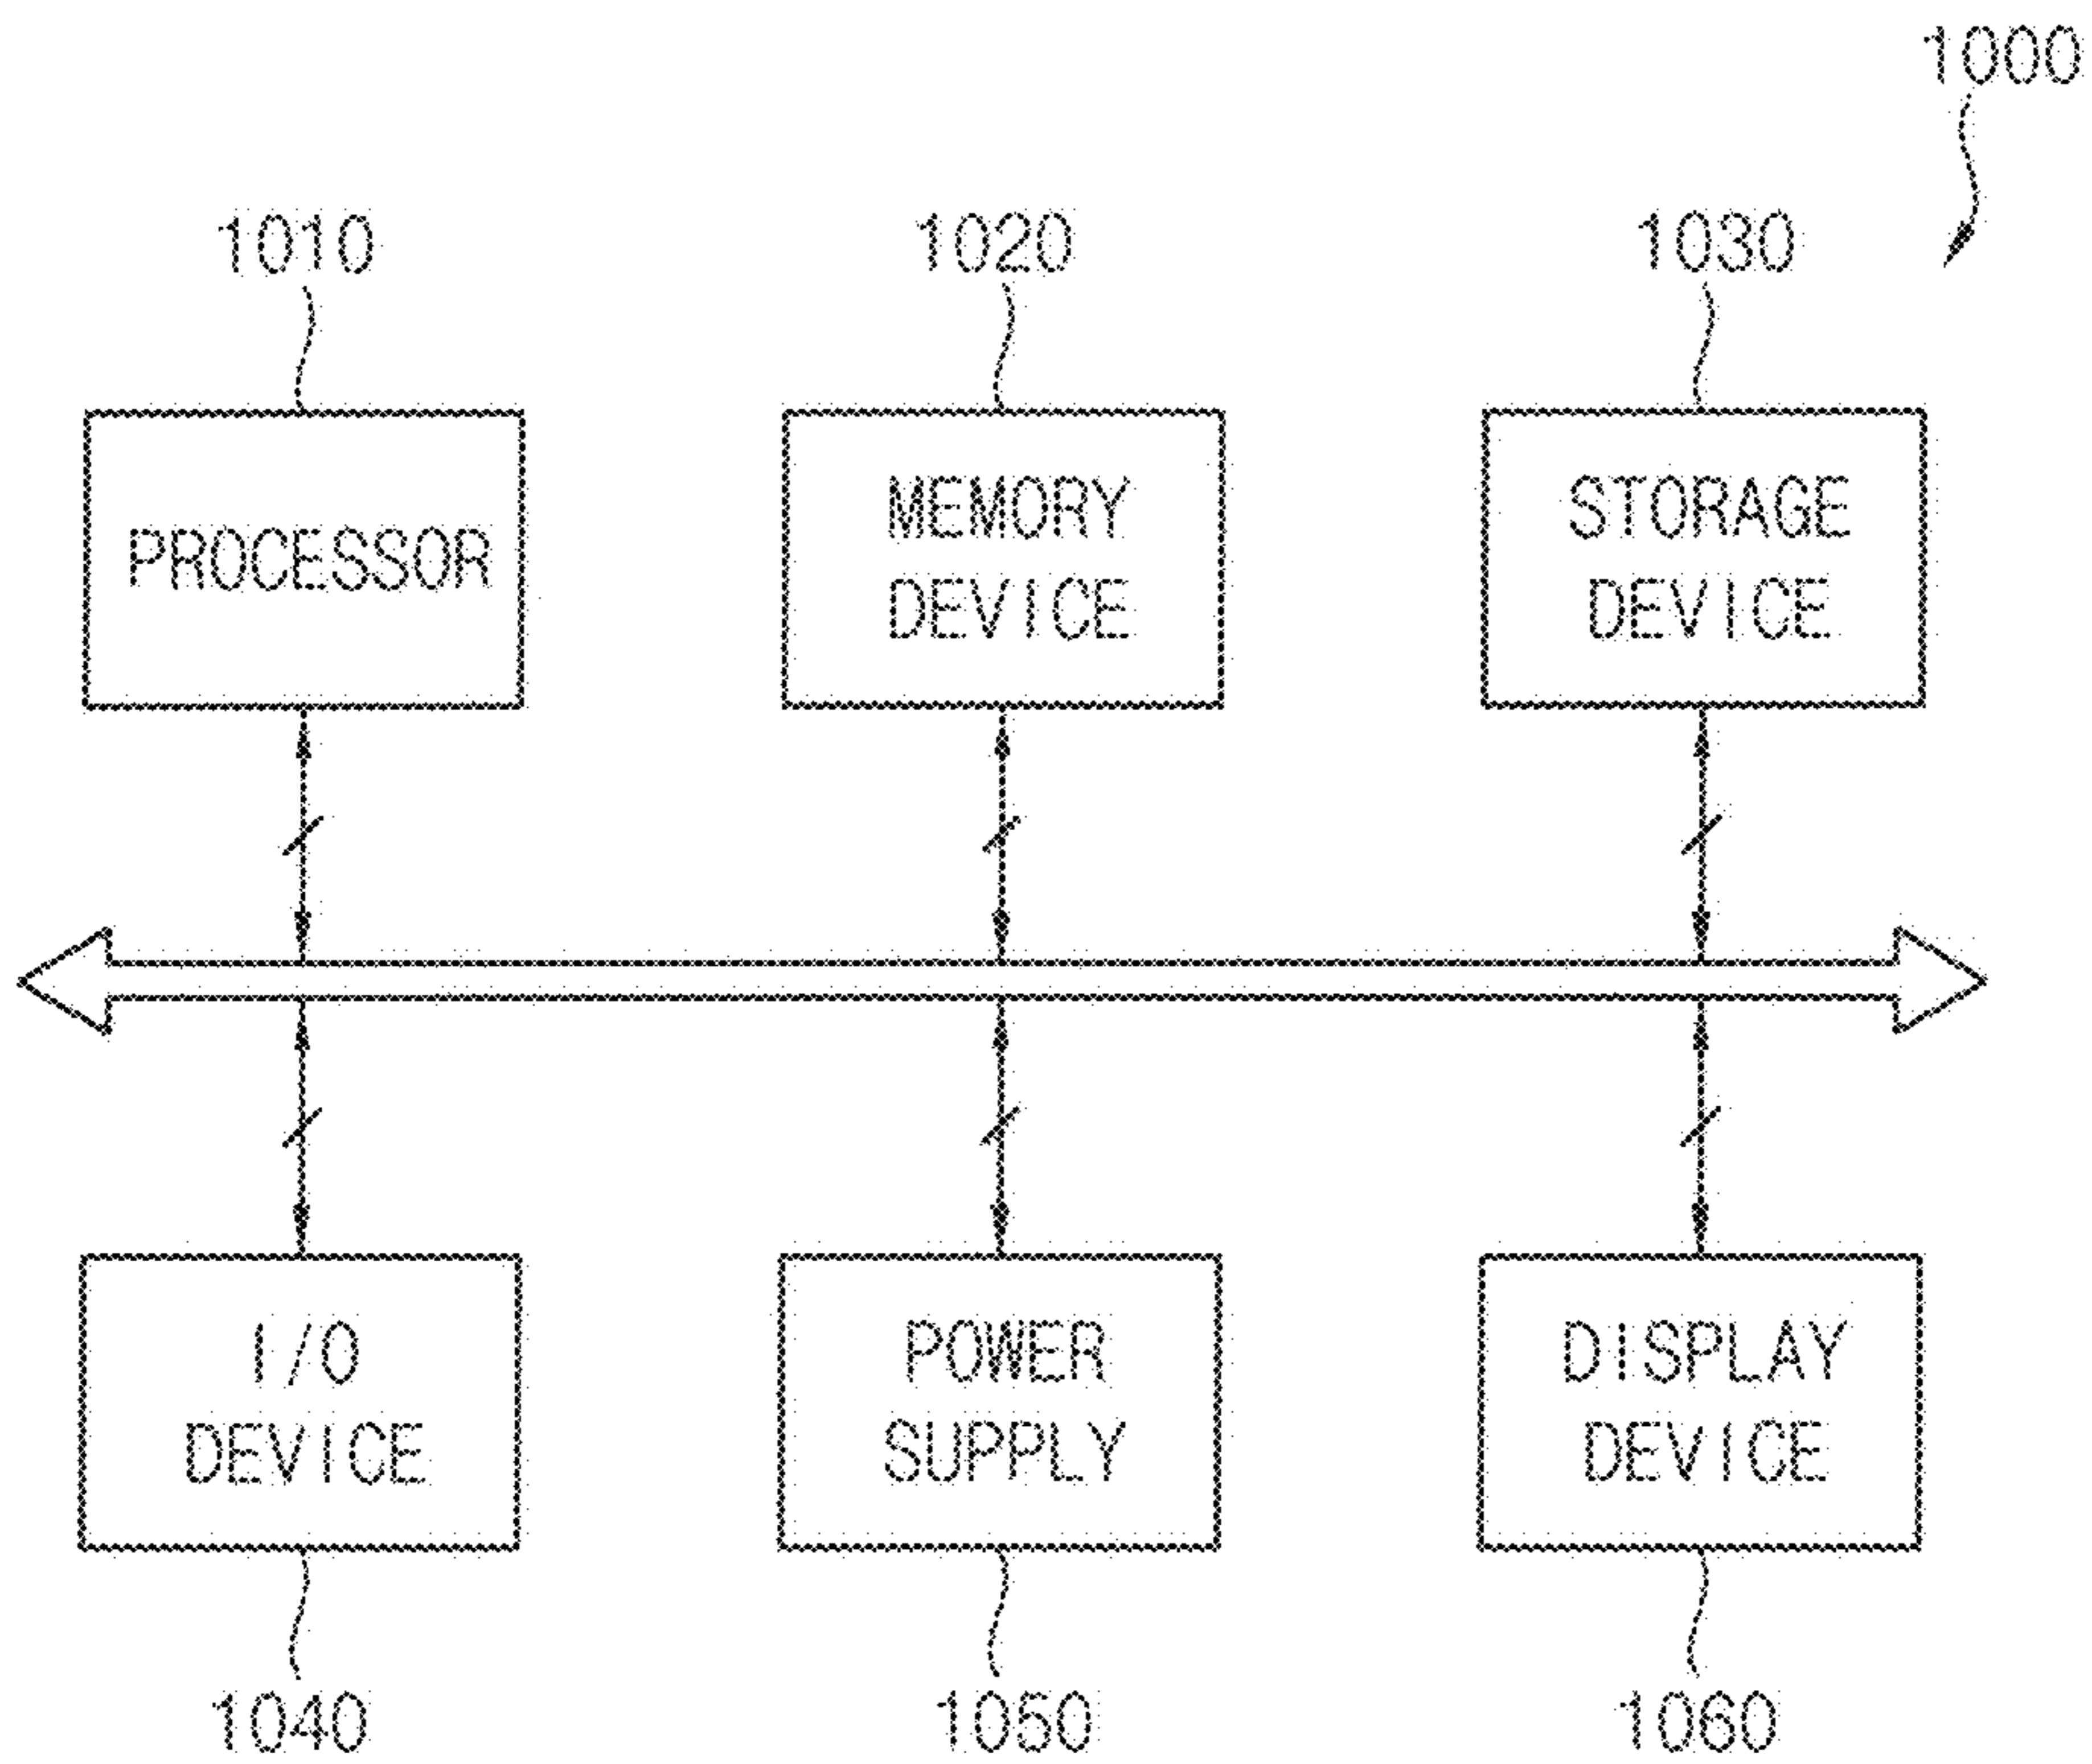 1000
1010
1020
1030
PROCESSOR
MEMORY
DEVICE
STORAGE
DEVICE
I/O
DEVICE
POWER
SUPPLY
DISPLAY
DEVICE
1040
1050
1060